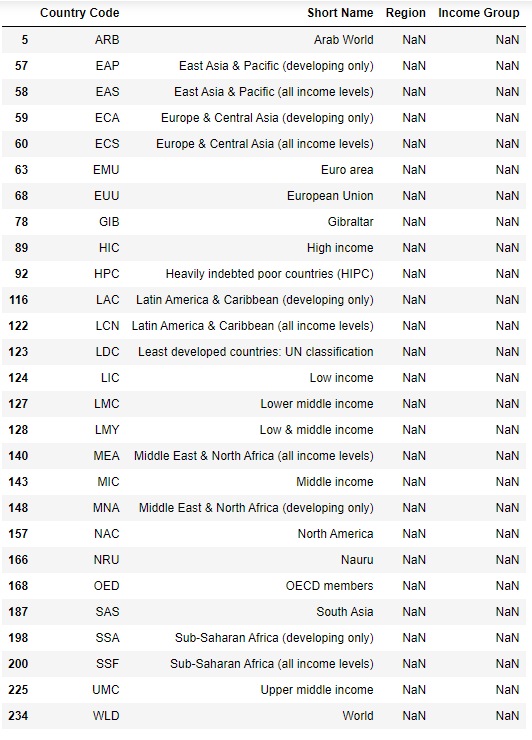 Country Code Short Name Region Income Group
5 ARB Arab World NaN NaN
57 EAP East Asia & Pacific (developing only) NaN NaN
58 EAS East Asia & Pacific (all income levels) NaN NaN
59 ECA Europe & Central Asia (developing only) NaN NaN
60 ECS Europe & Central Asia (all income levels) NaN NaN
63 EMU Euro area NaN NaN
68 EUU European Union NaN NaN
78 GIB Gibraltar NaN NaN
89 HIC High income NaN NaN
92 HPC Heavily indebted poor countries (HIPC) NaN NaN
116 LAC Latin America & Caribbean (developing only) NaN NaN
122 LCN Latin America & Caribbean (all income levels) NaN NaN
123 LDC Least developed countries: UN classification NaN NaN
124 LIC Low income NaN NaN
127 LMC Lower middle income NaN NaN
128 LMY Low & middle income NaN NaN
140 MEA Middle East & North Africa (all income levels) NaN NaN
143 MIC Middle income NaN NaN
148 MNA Middle East & North Africa (developing only) NaN NaN
157 NAC North America NaN NaN
166 NRU Nauru NaN NaN
168 OED OECD members NaN NaN
187 SAS South Asia NaN NaN
198 SSA Sub-Saharan Africa (developing only) NaN NaN
200 SSF Sub-Saharan Africa (all income levels) NaN NaN
225 UMC Upper middle income NaN NaN
234 WLD World NaN NaN